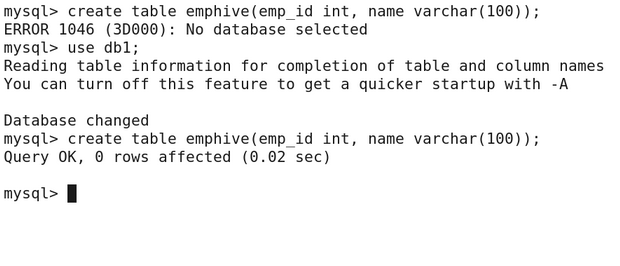 mysql> create table emphive(emp_id int, name varchar(100));
ERROR 1046 (3D000): No database selected
mysql> use db1;
Reading table information for completion of table and column names
You can turn off this feature to get a quicker startup with -A
Database changed
mysql> create table emphive(emp_id int, name varchar(100));
Query OK, 0 rows affected (0.02 sec)
mysql>